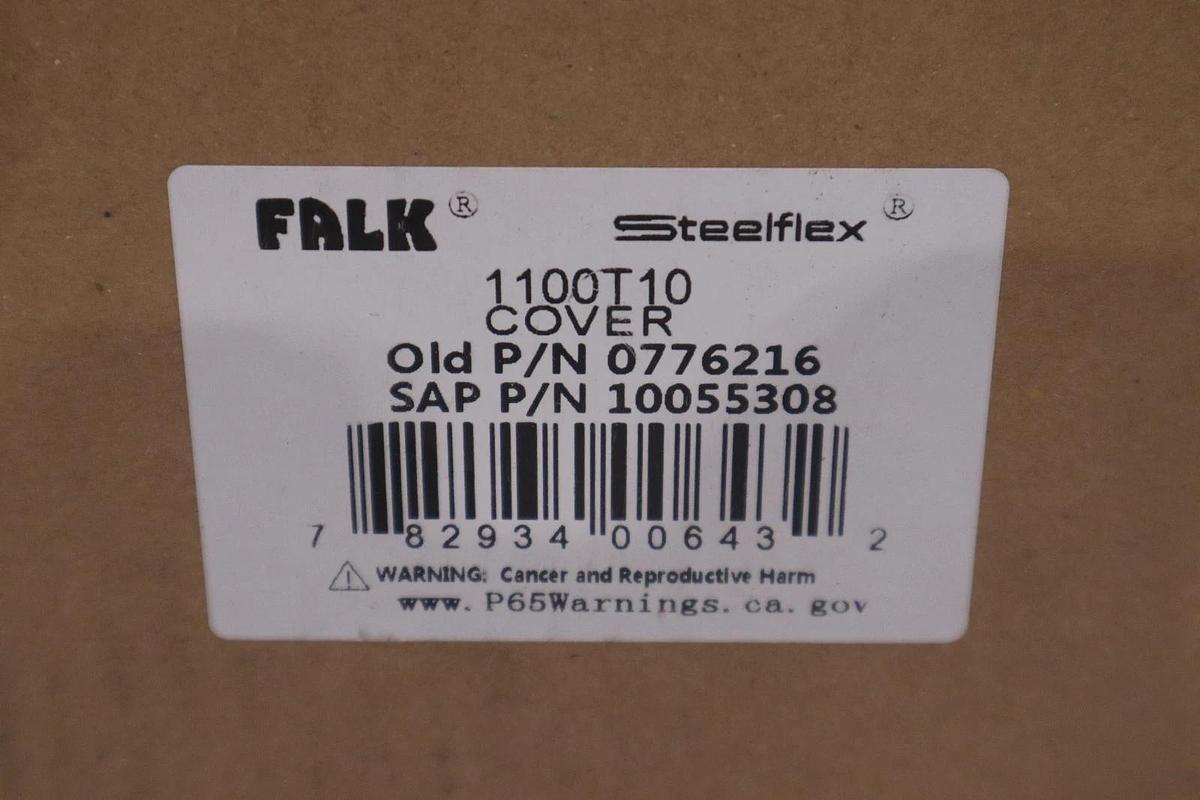 FALK® Steelflex®
1100T10
COVER
Old P/N 0776216
SAP P/N 10055308
7 82934 00643 2
WARNING: Cancer and Reproductive Harm
www.P65Warnings.ca.gov